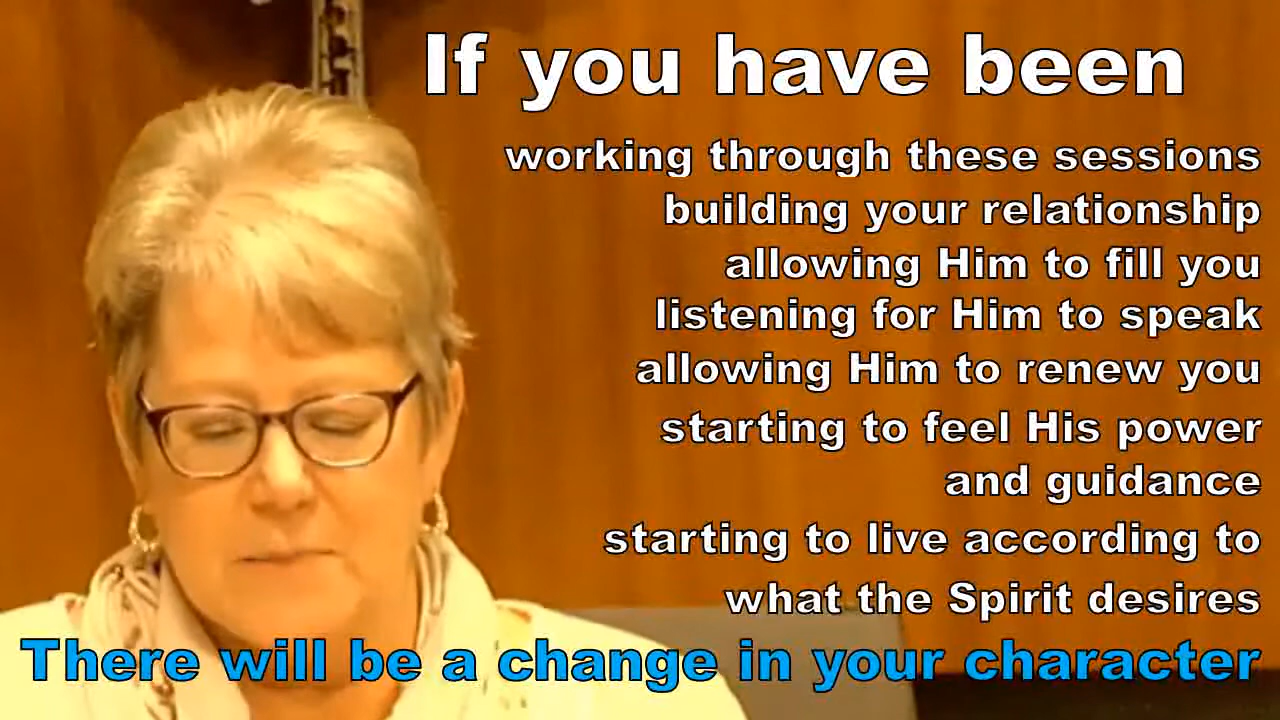 If you have been
working through these sessions
building your relationship
allowing Him to fill you
listening for Him to speak
allowing Him to renew you
starting to feel His power
and guidance
starting to live according to
what the Spirit desires
There will be a change in your character